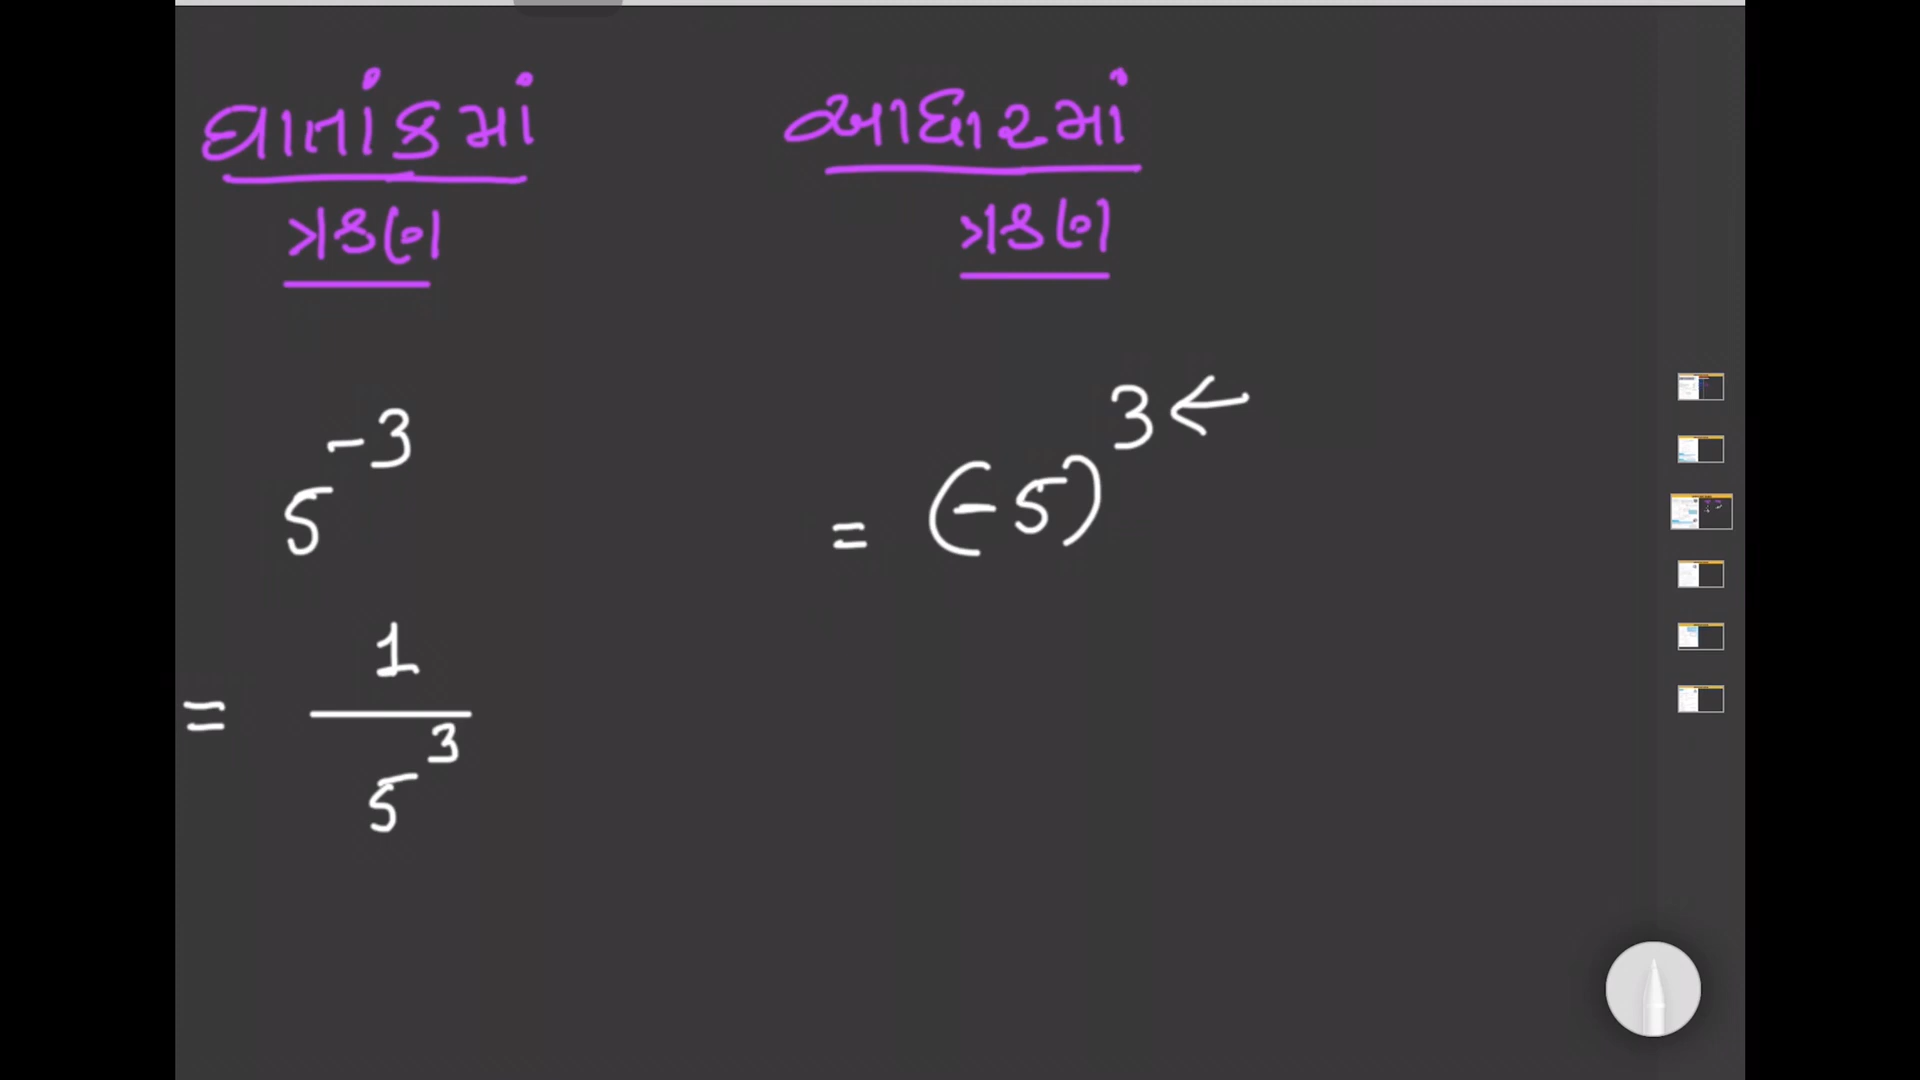 ઘાતાંકમાં
ઋણ
5^-3
= 1/5^3
આધારમાં
ઋણ
= (-5)^3 ←